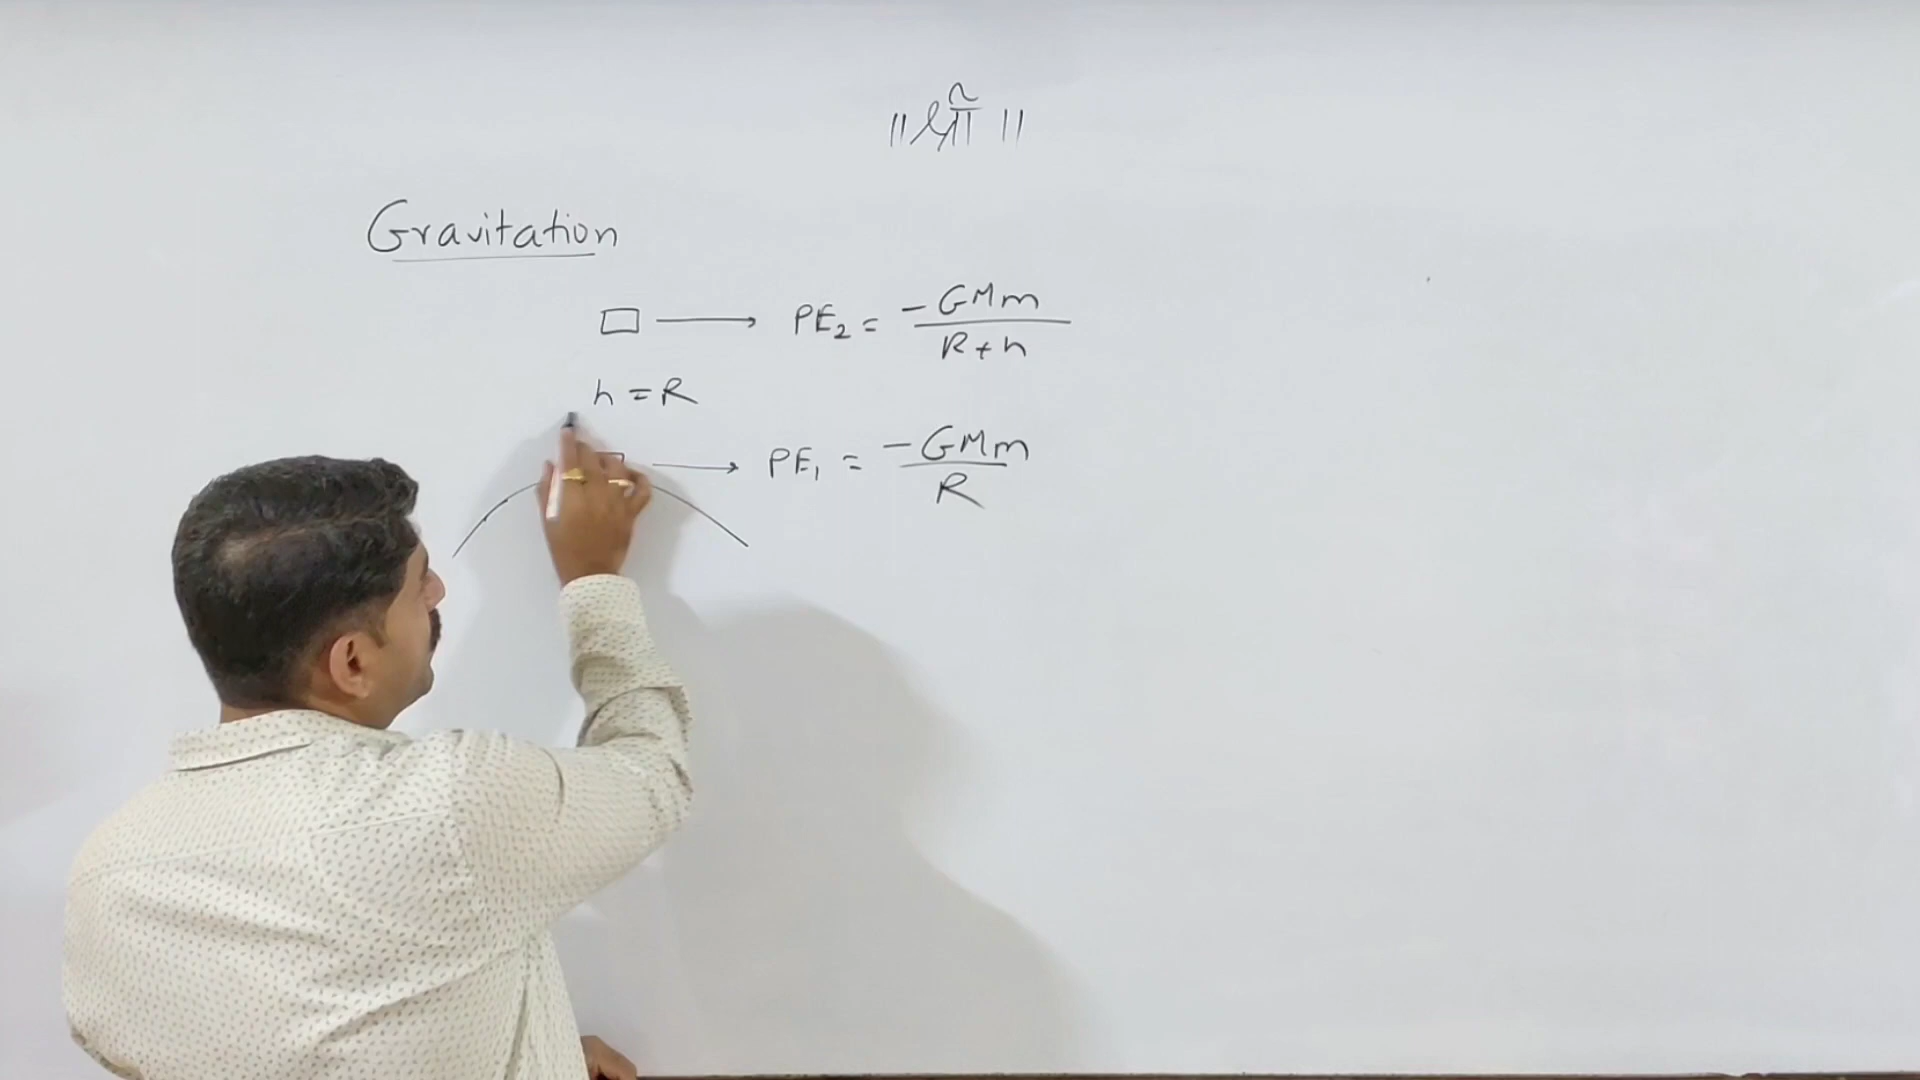 ॥ श्री ॥
Gravitation
PE₂ = -GMm / R+h
h = R
PE₁ = -GMm / R